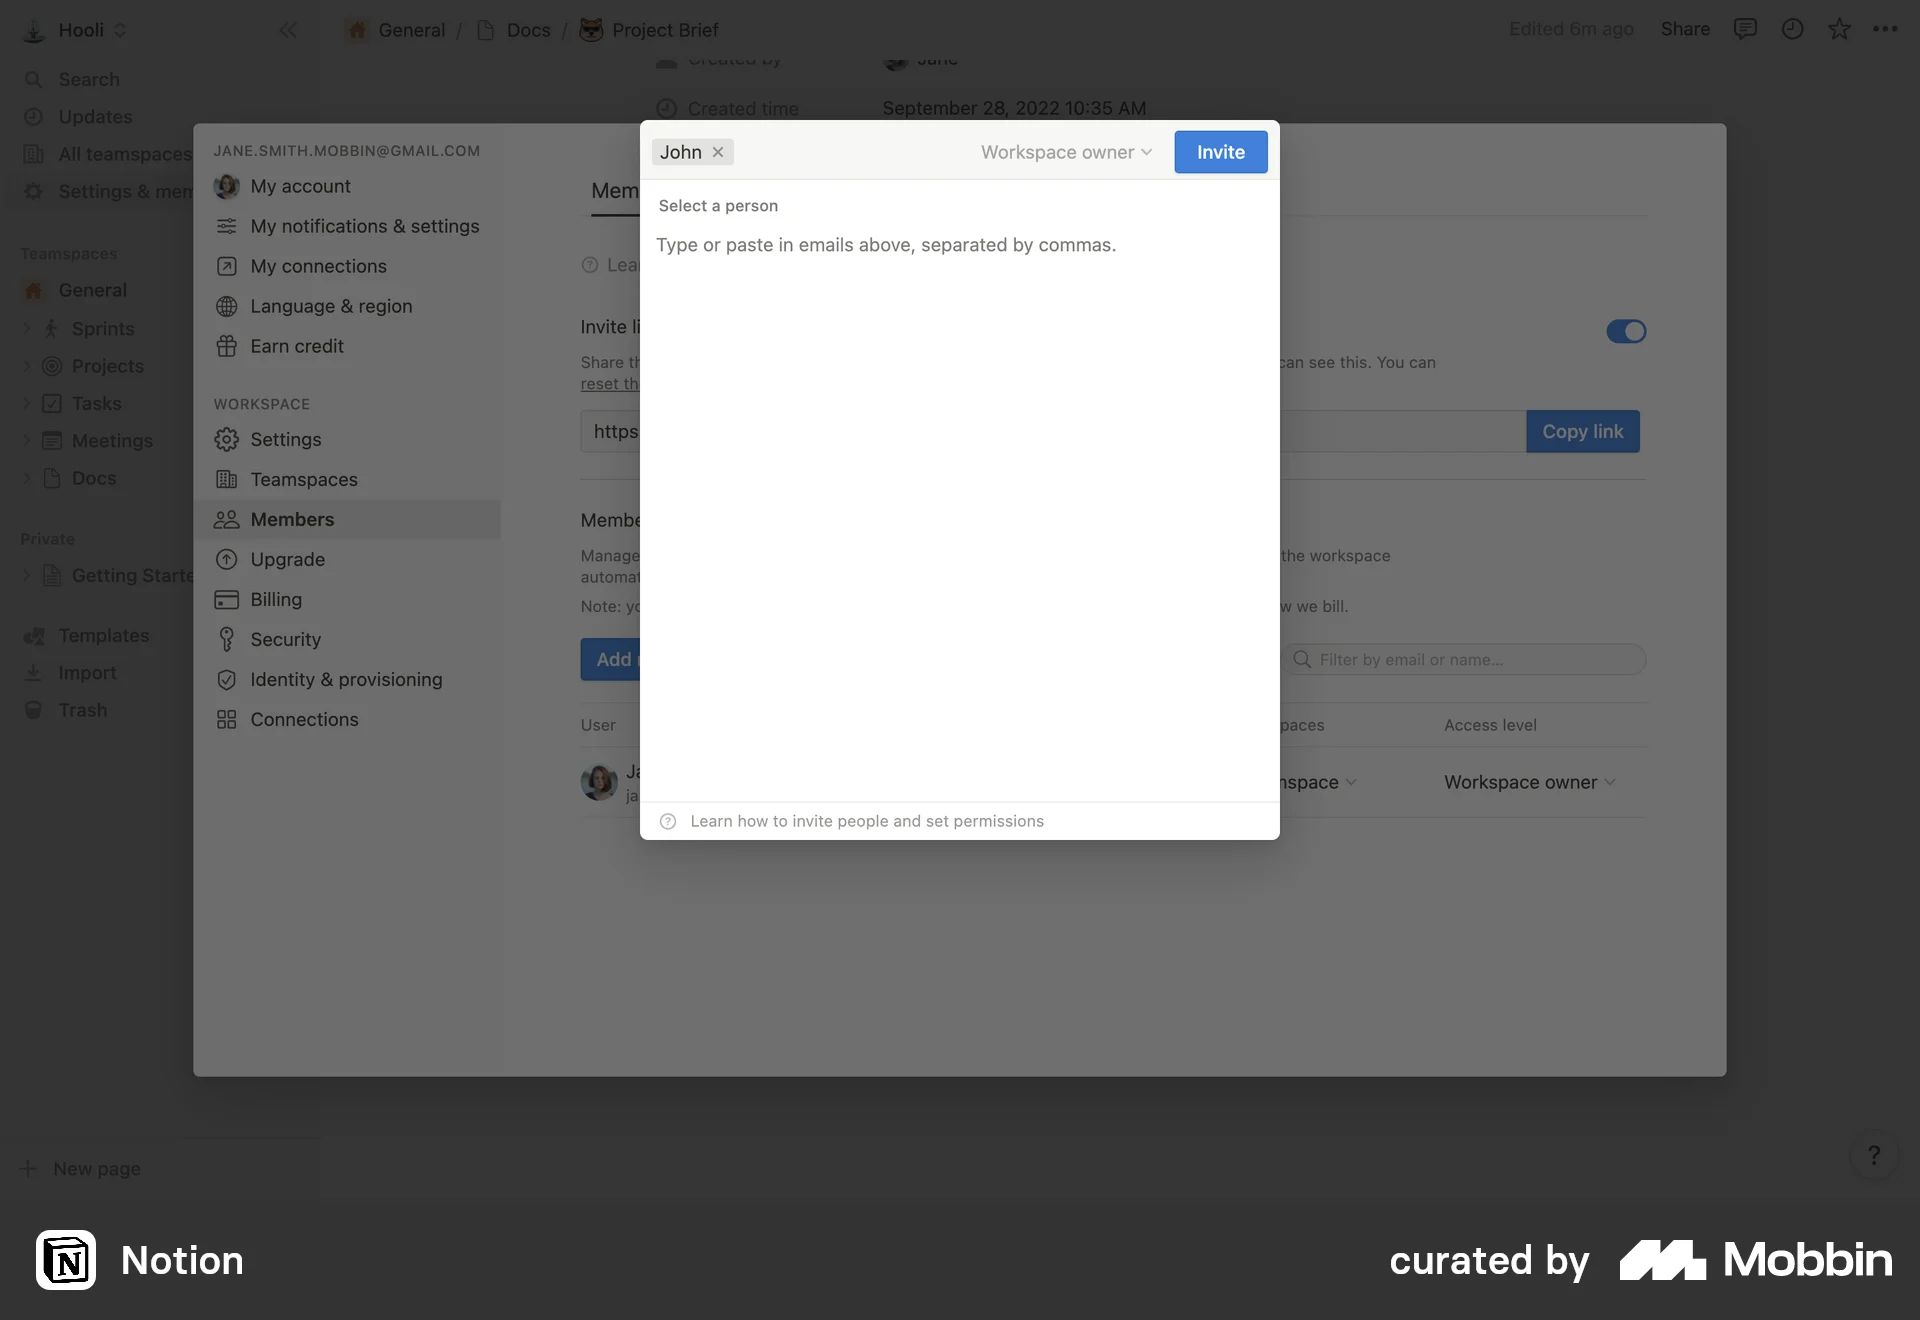 Hooli
General / Docs / Project Brief
Edited 6m ago
Share
Search
Updates
All teamspaces
Settings & mem
Teamspaces
General
Sprints
Projects
Tasks
Meetings
Docs
Private
Getting Starte
Templates
Import
Trash
New page
Created by
Jane
Created time
September 28, 2022 10:35 AM
JANE.SMITH.MOBBIN@GMAIL.COM
My account
My notifications & settings
My connections
Language & region
Earn credit
WORKSPACE
Settings
Teamspaces
Members
Upgrade
Billing
Security
Identity & provisioning
Connections
Mem
Lea
Invite li
Share th
can see this. You can
reset th
https
Copy link
Membe
Manage
the workspace
automat
Note: yo
w we bill.
Add
Filter by email or name...
User
paces
Access level
Ja
ja
nspace
Workspace owner
John
Workspace owner
Invite
Select a person
Type or paste in emails above, separated by commas.
Learn how to invite people and set permissions
?
Notion
curated by Mobbin